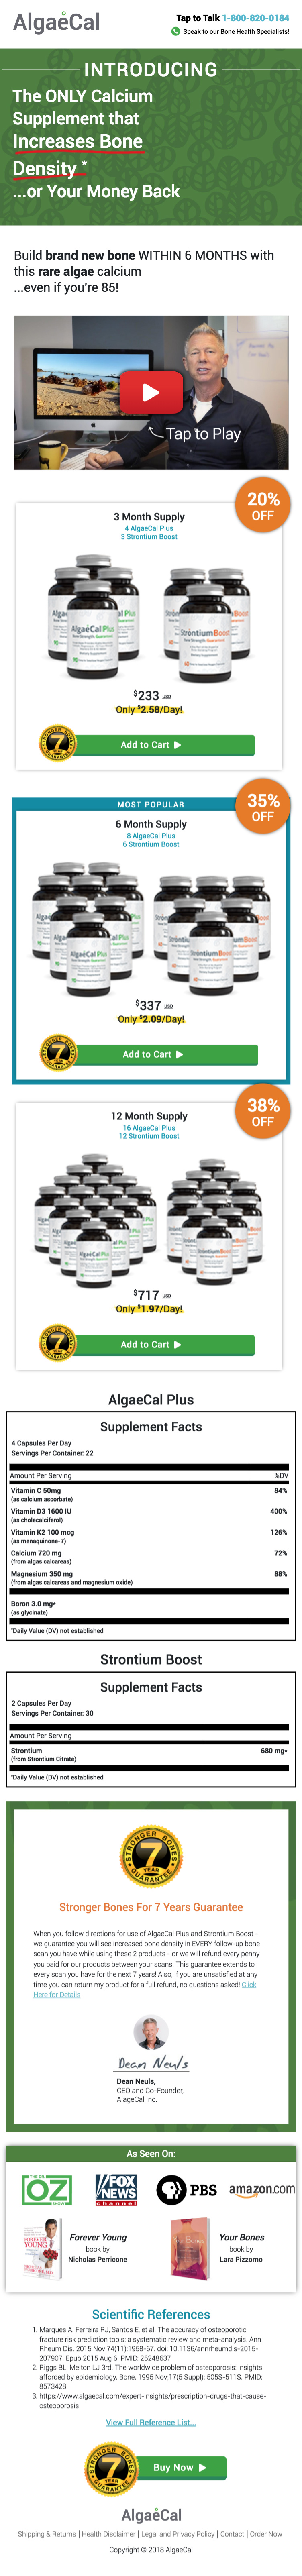 AlgaeCal
Tap to Talk 1-800-820-0184
Speak to our Bone Health Specialists!
INTRODUCING
The ONLY Calcium
Supplement that
Increases Bone
Density *
...or Your Money Back
Build brand new bone WITHIN 6 MONTHS with
this rare algae calcium
...even if you're 85!
Tap to Play
20%
OFF
3 Month Supply
4 AlgaeCal Plus
3 Strontium Boost
AlgaeCal Plus
Strontium Boost
$233 USD
Only $2.58/Day!
7
Add to Cart
MOST POPULAR
35%
OFF
6 Month Supply
8 AlgaeCal Plus
6 Strontium Boost
$337 USD
Only $2.09/Day!
7
Add to Cart
38%
OFF
12 Month Supply
16 AlgaeCal Plus
12 Strontium Boost
$717 USD
Only $1.97/Day!
7
Add to Cart
AlgaeCal Plus
Supplement Facts
4 Capsules Per Day
Servings Per Container: 22
Amount Per Serving %DV
Vitamin C 50mg 84%
(as calcium ascorbate)
Vitamin D3 1600 IU 400%
(as cholecalciferol)
Vitamin K2 100 mcg 126%
(as menaquinone-7)
Calcium 720 mg 72%
(from algas calcareas)
Magnesium 350 mg 88%
(from algas calcareas and magnesium oxide)
Boron 3.0 mg*
(as glycinate)
*Daily Value (DV) not established
Strontium Boost
Supplement Facts
2 Capsules Per Day
Servings Per Container: 30
Amount Per Serving
Strontium 680 mg*
(from Strontium Citrate)
*Daily Value (DV) not established
STRONGER BONES
7
YEAR
GUARANTEE
Stronger Bones For 7 Years Guarantee
When you follow directions for use of AlgaeCal Plus and Strontium Boost -
we guarantee you will see increased bone density in EVERY follow-up bone
scan you have while using these 2 products - or we will refund every penny
you paid for our products between your scans. This guarantee extends to
every scan you have for the next 7 years! Also, if you are unsatisfied at any
time you can return my product for a full refund, no questions asked! Click
Here for Details
Dean Neuls
Dean Neuls,
CEO and Co-Founder,
AlageCal Inc.
As Seen On:
THE DR OZ SHOW
FOX
NEWS
channel
PBS
amazon.com
FOREVER
YOUNG
Forever Young
book by
Nicholas Perricone
Your Bones
book by
Lara Pizzorno
Scientific References
1. Marques A. Ferreira RJ, Santos E, et al. The accuracy of osteoporotic
fracture risk prediction tools: a systematic review and meta-analysis. Ann
Rheum Dis. 2015 Nov;74(11):1958-67. doi: 10.1136/annrheumdis-2015-
207907. Epub 2015 Aug 6. PMID: 26248637
2. Riggs BL, Melton LJ 3rd. The worldwide problem of osteoporosis: insights
afforded by epidemiology. Bone. 1995 Nov;17(5 Suppl): 505S-511S. PMID:
8573428
3. https://www.algaecal.com/expert-insights/prescription-drugs-that-cause-
osteoporosis
View Full Reference List...
STRONGER BONES
7
YEAR
GUARANTEE
Buy Now
AlgaeCal
Shipping & Returns | Health Disclaimer | Legal and Privacy Policy | Contact | Order Now
Copyright © 2018 AlgaeCal